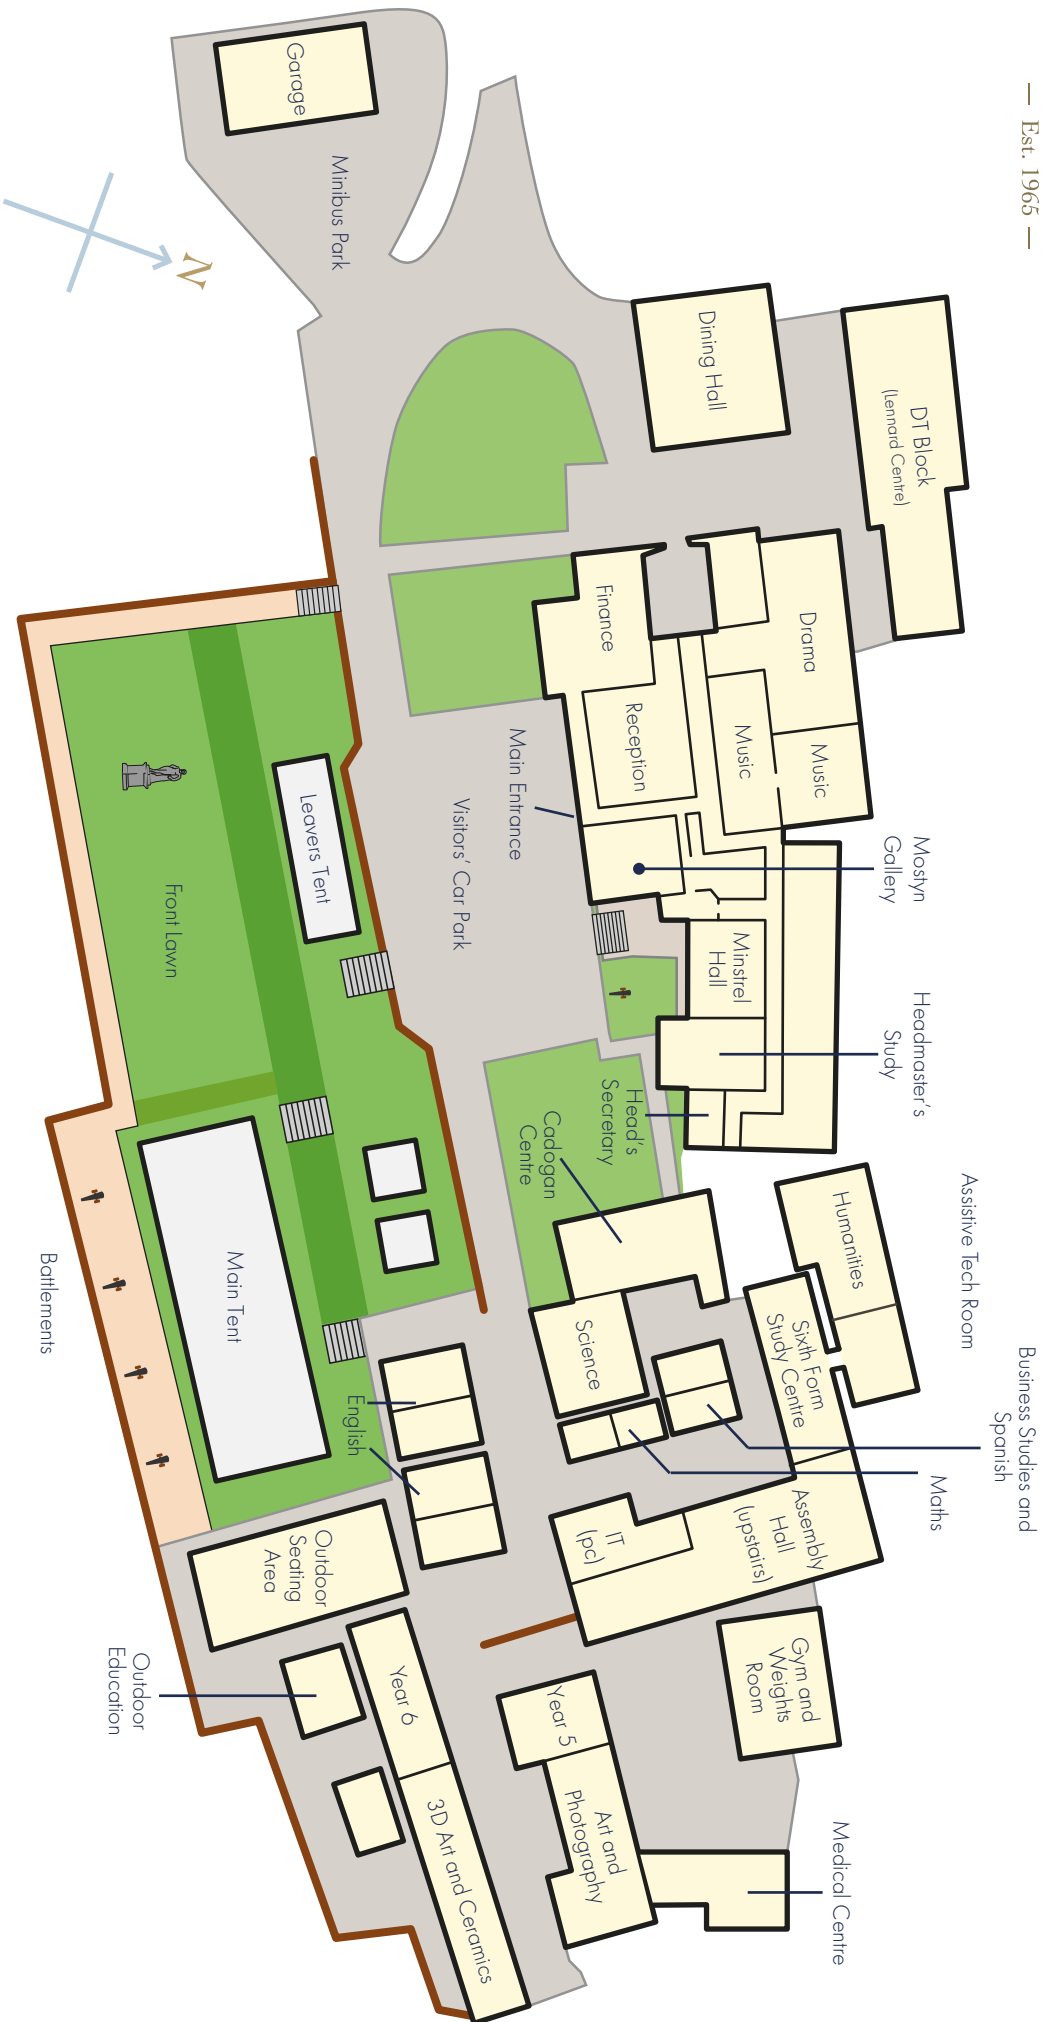 — Est. 1965 —
Garage
Minibus Park
N
Dining Hall
DT Block
(Lennard Centre)
Finance
Reception
Drama
Music
Music
Main Entrance
Visitors' Car Park
Mostyn
Gallery
Minstrel
Hall
Headmaster's
Study
Head's
Secretary
Cadogan
Centre
Leavers Tent
Front Lawn
Main Tent
Battlements
Humanities
Assistive Tech Room
Sixth Form
Study Centre
Science
Business Studies and
Spanish
Maths
English
Assembly
Hall
(upstairs)
IT
(pc)
Outdoor
Seating
Area
Outdoor
Education
Gym and
Weights
Room
Year 6
Year 5
3D Art and Ceramics
Art and
Photography
Medical Centre